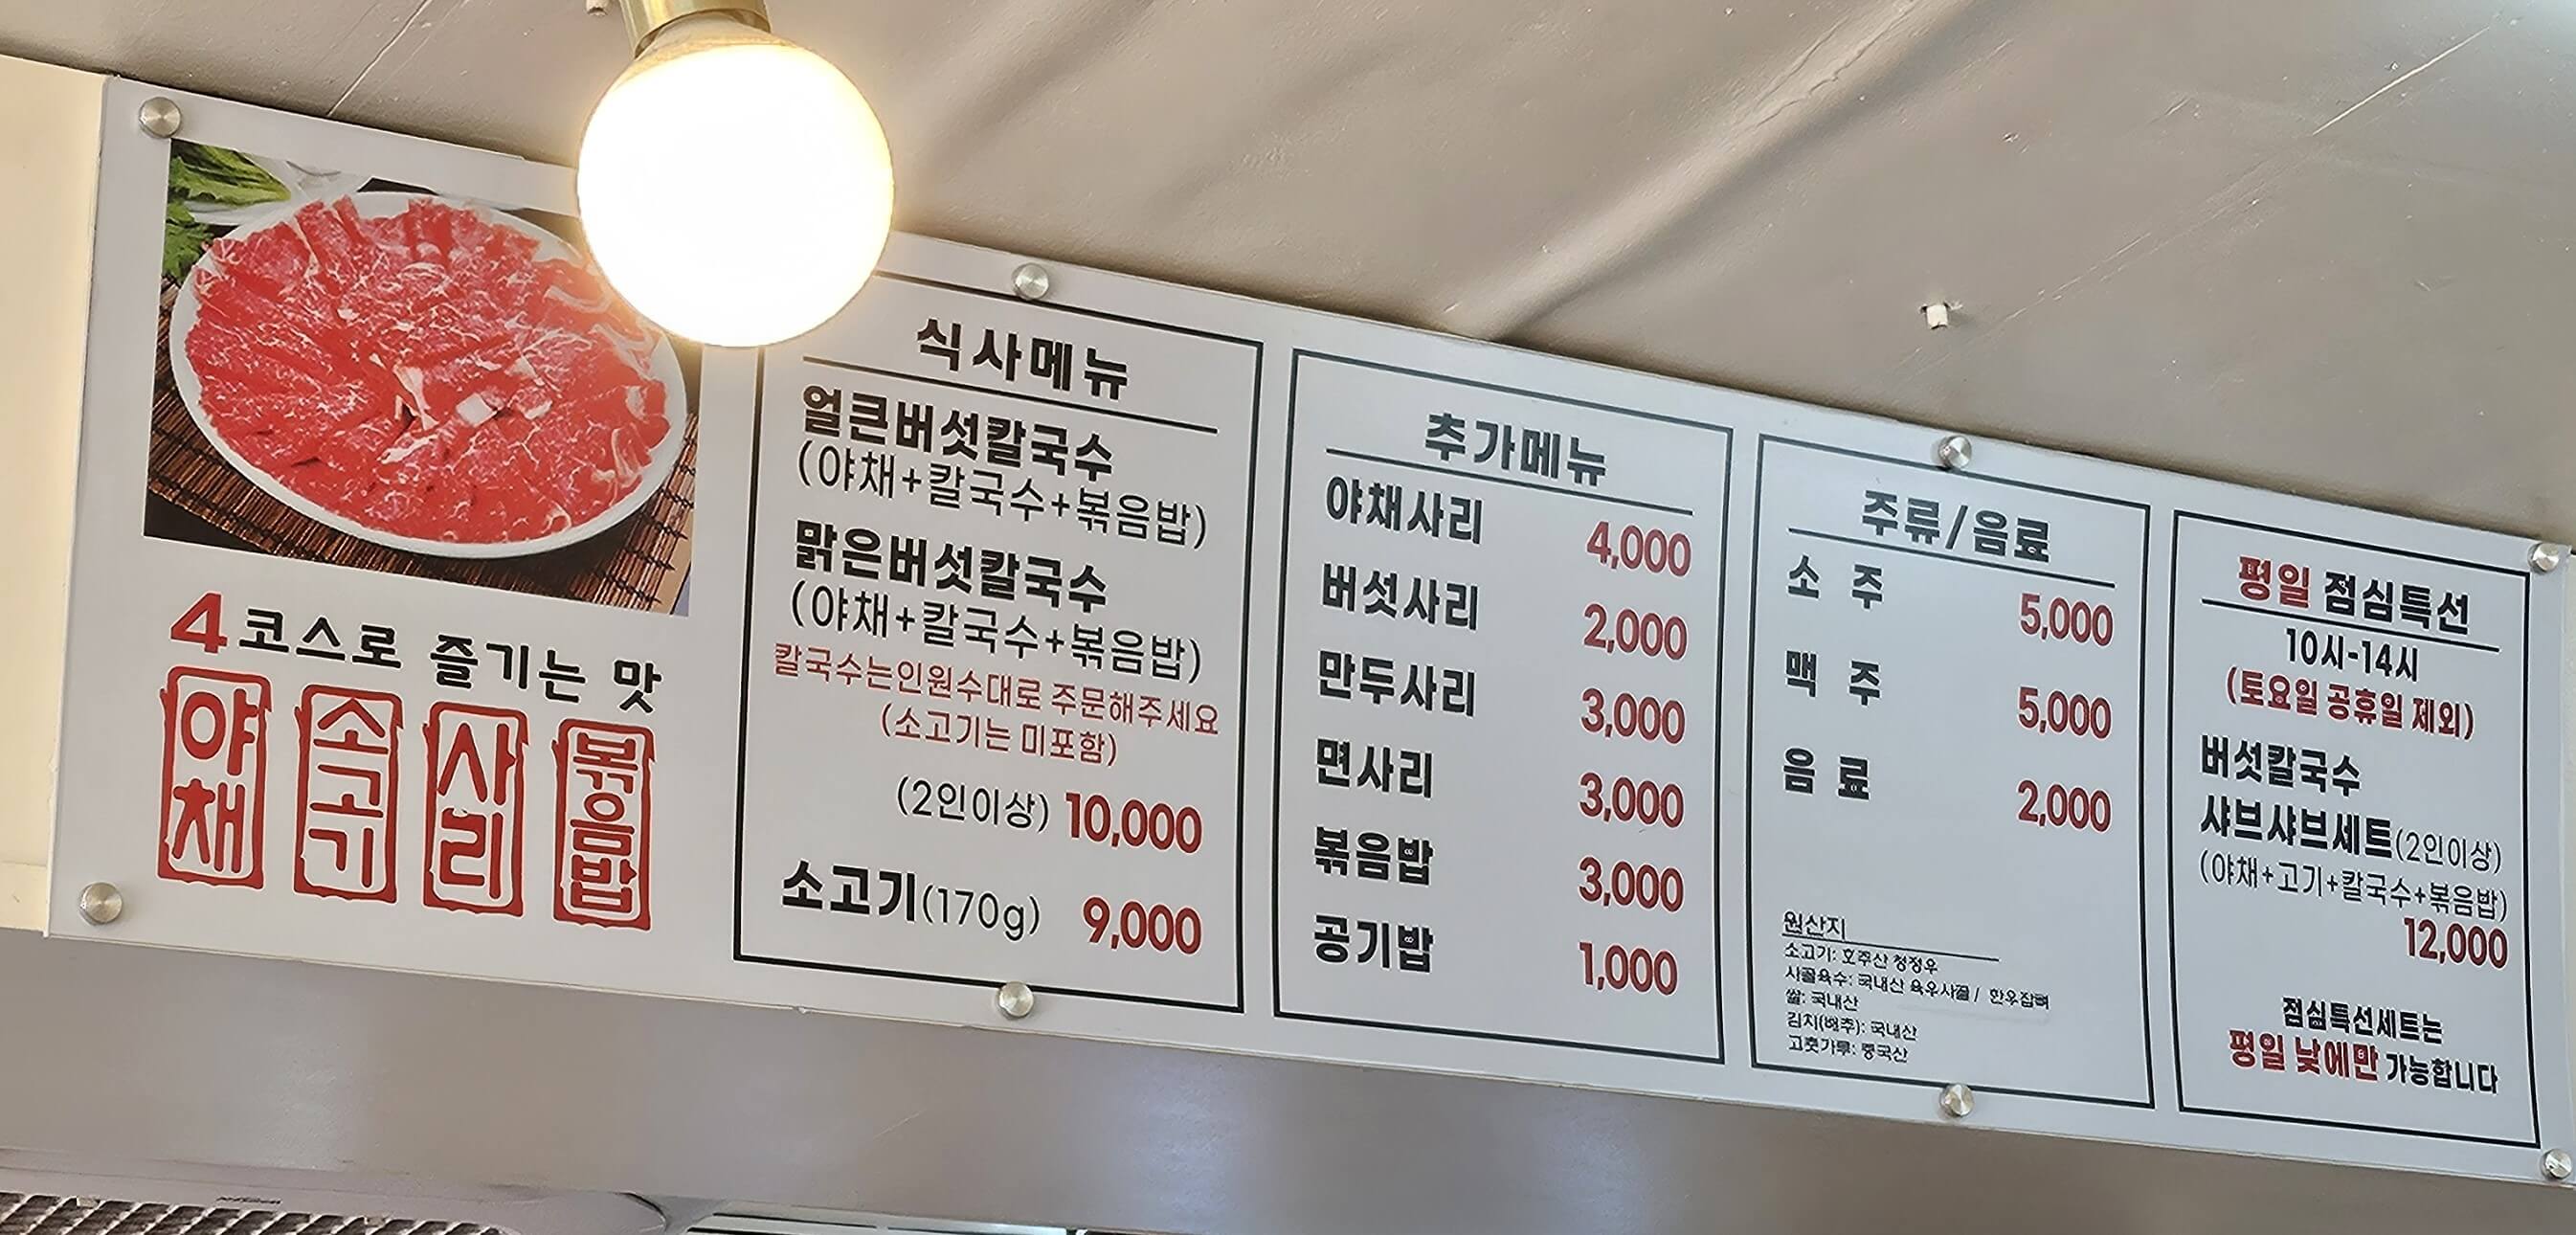 4코스로 즐기는 맛
야채
소고기
사리
볶음밥
식사메뉴
얼큰버섯칼국수
(야채+칼국수+볶음밥)
맑은버섯칼국수
(야채+칼국수+볶음밥)
칼국수는인원수대로 주문해주세요
(소고기는 미포함)
(2인이상) 10,000
소고기(170g) 9,000
추가메뉴
야채사리 4,000
버섯사리 2,000
만두사리 3,000
면사리 3,000
볶음밥 3,000
공기밥 1,000
주류/음료
소 주 5,000
맥 주 5,000
음 료 2,000
원산지
소고기: 호주산 청정우
사골육수: 국내산 육우사골 / 한우잡뼈
쌀: 국내산
김치(배추): 국내산
고춧가루: 중국산
평일 점심특선
10시-14시
(토요일 공휴일 제외)
버섯칼국수
샤브샤브세트(2인이상)
(야채+고기+칼국수+볶음밥)
12,000
점심특선세트는
평일 낮에만 가능합니다